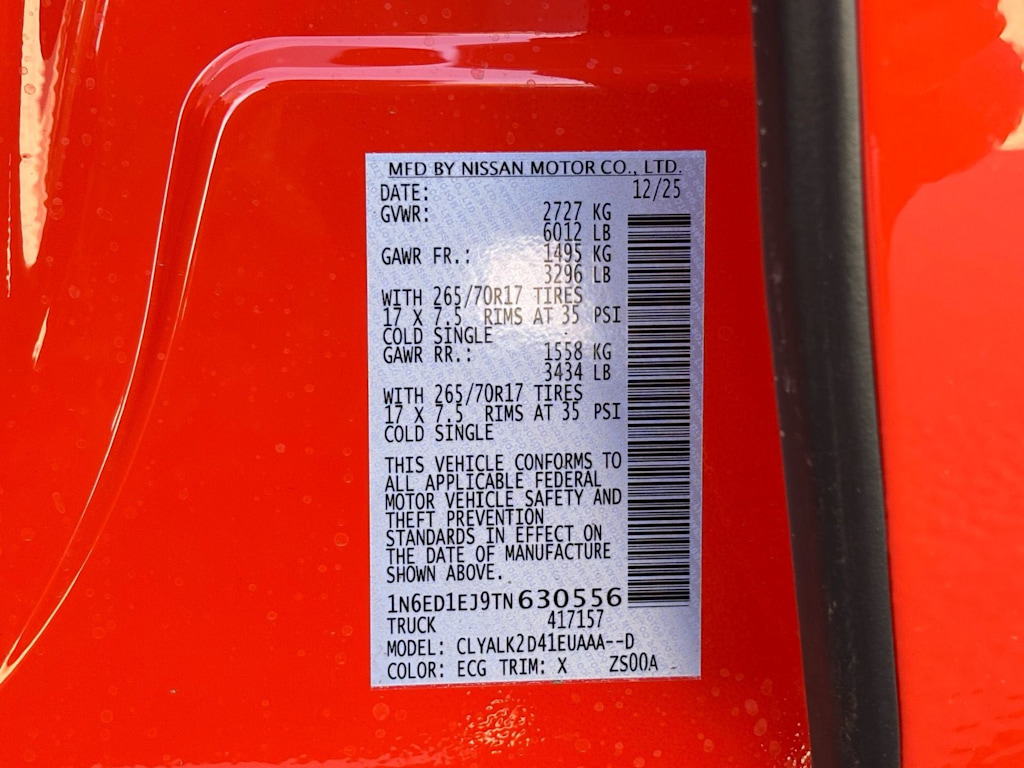 MFD BY NISSAN MOTOR CO., LTD.
DATE: 12/25
GVWR: 2727 KG
6012 LB
GAWR FR.: 1495 KG
3296 LB
WITH 265/70R17 TIRES
17 X 7.5 RIMS AT 35 PSI
COLD SINGLE
GAWR RR.: 1558 KG
3434 LB
WITH 265/70R17 TIRES
17 X 7.5 RIMS AT 35 PSI
COLD SINGLE
THIS VEHICLE CONFORMS TO
ALL APPLICABLE FEDERAL
MOTOR VEHICLE SAFETY AND
THEFT PREVENTION
STANDARDS IN EFFECT ON
THE DATE OF MANUFACTURE
SHOWN ABOVE.
1N6ED1EJ9TN630556
TRUCK 417157
MODEL: CLYALK2D41EUAAA--D
COLOR: ECG TRIM: X ZS00A